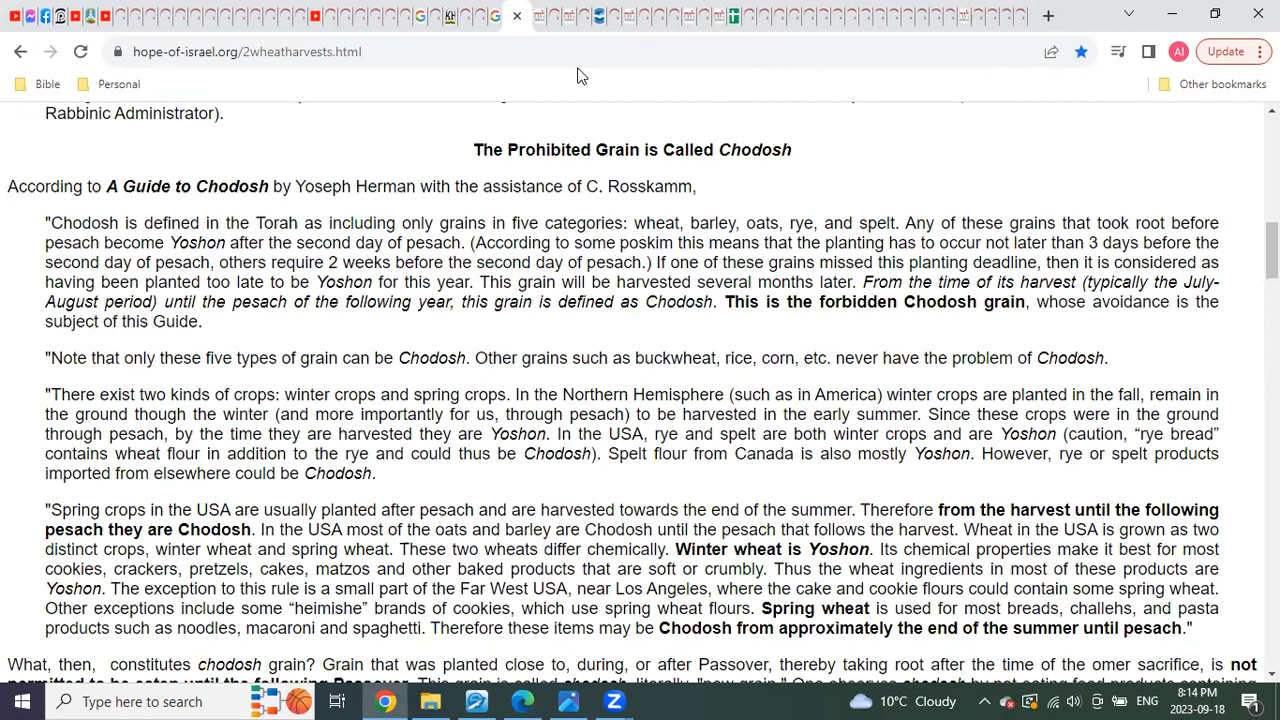 hope-of-israel.org/2wheatharvests.html
AI
Update
Bible
Personal
Other bookmarks
Rabbinic Administrator).
The Prohibited Grain is Called Chodosh
According to A Guide to Chodosh by Yoseph Herman with the assistance of C. Rosskamm,
"Chodosh is defined in the Torah as including only grains in five categories: wheat, barley, oats, rye, and spelt. Any of these grains that took root before
pesach become Yoshon after the second day of pesach. (According to some poskim this means that the planting has to occur not later than 3 days before the
second day of pesach, others require 2 weeks before the second day of pesach.) If one of these grains missed this planting deadline, then it is considered as
having been planted too late to be Yoshon for this year. This grain will be harvested several months later. From the time of its harvest (typically the July-
August period) until the pesach of the following year, this grain is defined as Chodosh. This is the forbidden Chodosh grain, whose avoidance is the
subject of this Guide.
"Note that only these five types of grain can be Chodosh. Other grains such as buckwheat, rice, corn, etc. never have the problem of Chodosh.
"There exist two kinds of crops: winter crops and spring crops. In the Northern Hemisphere (such as in America) winter crops are planted in the fall, remain in
the ground though the winter (and more importantly for us, through pesach) to be harvested in the early summer. Since these crops were in the ground
through pesach, by the time they are harvested they are Yoshon. In the USA, rye and spelt are both winter crops and are Yoshon (caution, “rye bread”
contains wheat flour in addition to the rye and could thus be Chodosh). Spelt flour from Canada is also mostly Yoshon. However, rye or spelt products
imported from elsewhere could be Chodosh.
"Spring crops in the USA are usually planted after pesach and are harvested towards the end of the summer. Therefore from the harvest until the following
pesach they are Chodosh. In the USA most of the oats and barley are Chodosh until the pesach that follows the harvest. Wheat in the USA is grown as two
distinct crops, winter wheat and spring wheat. These two wheats differ chemically. Winter wheat is Yoshon. Its chemical properties make it best for most
cookies, crackers, pretzels, cakes, matzos and other baked products that are soft or crumbly. Thus the wheat ingredients in most of these products are
Yoshon. The exception to this rule is a small part of the Far West USA, near Los Angeles, where the cake and cookie flours could contain some spring wheat.
Other exceptions include some “heimishe” brands of cookies, which use spring wheat flours. Spring wheat is used for most breads, challehs, and pasta
products such as noodles, macaroni and spaghetti. Therefore these items may be Chodosh from approximately the end of the summer until pesach."
What, then, constitutes chodosh grain? Grain that was planted close to, during, or after Passover, thereby taking root after the time of the omer sacrifice, is not
Type here to search
10°C Cloudy
ENG
8:14 PM
2023-09-18